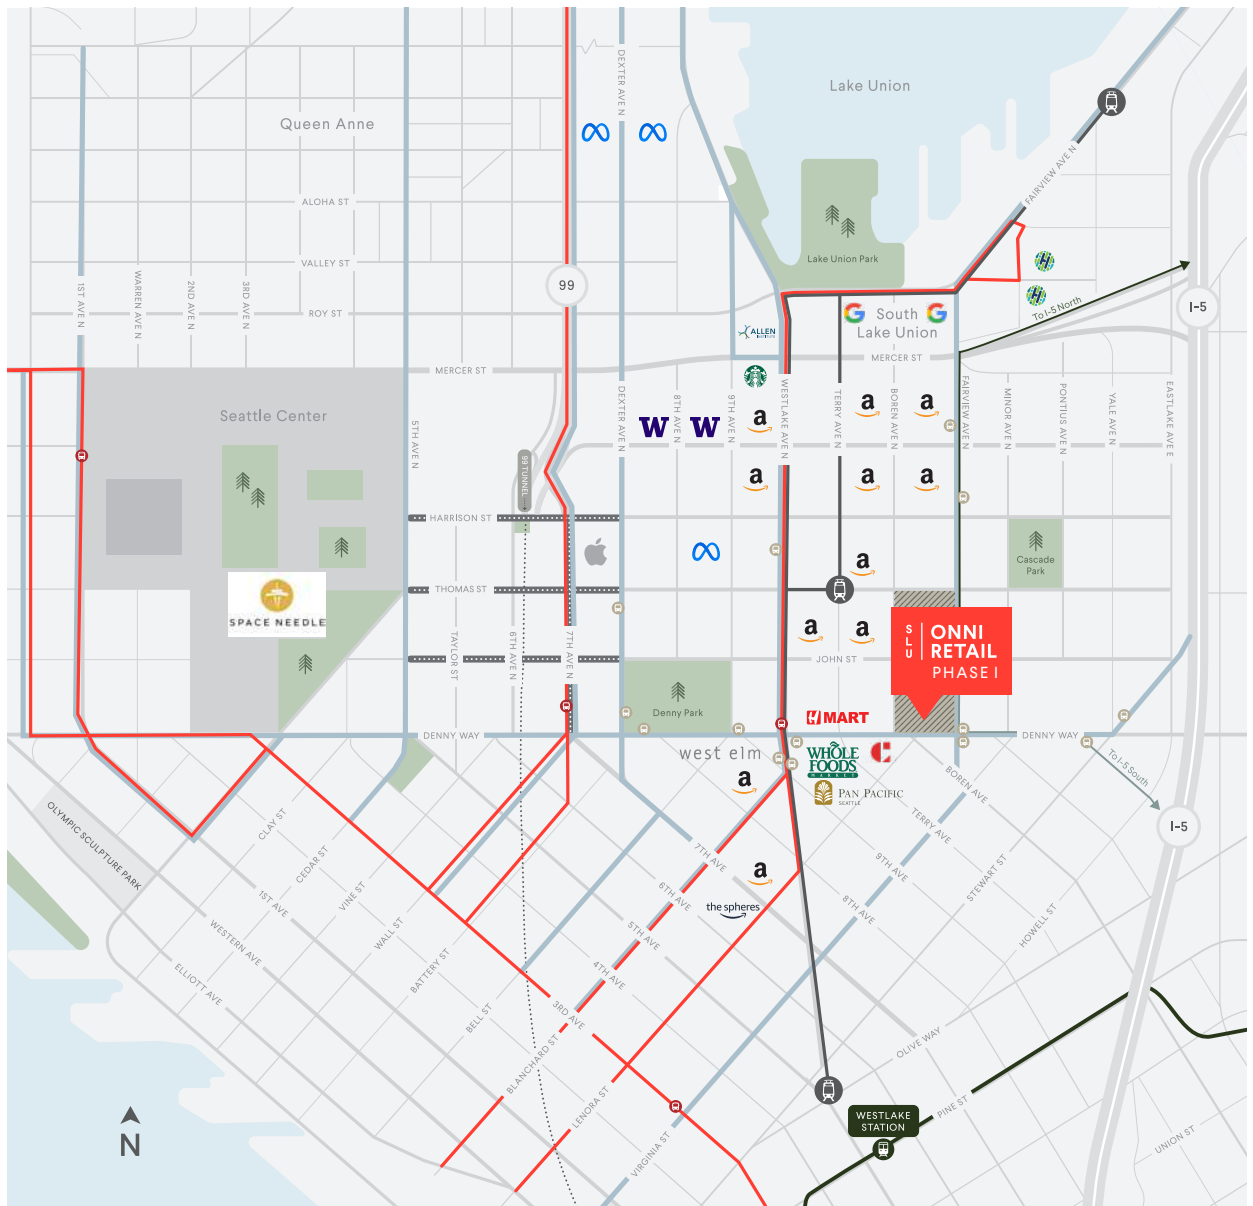 Lake Union
Queen Anne
DEXTER AVE N
FAIRVIEW AVE N
ALOHA ST
VALLEY ST
ROY ST
1ST AVE N
WARREN AVE N
2ND AVE N
3RD AVE N
99
Lake Union Park
To I-5 North
I-5
South
Lake Union
ALLEN
INSTITUTE
MERCER ST
MERCER ST
Seattle Center
5TH AVE N
DEXTER AVE N
8TH AVE N
9TH AVE N
WESTLAKE AVE N
TERRY AVE N
BOREN AVE N
FAIRVIEW AVE N
MINOR AVE N
PONTIUS AVE N
YALE AVE N
EASTLAKE AVE E
W
W
a
a
a
a
a
a
99 TUNNEL
HARRISON ST
THOMAS ST
a
Cascade
Park
SPACE NEEDLE
TAYLOR ST
6TH AVE N
7TH AVE N
a
a
JOHN ST
SLU
ONNI
RETAIL
PHASE I
Denny Park
H MART
DENNY WAY
DENNY WAY
west elm
a
WHOLE
FOODS
MARKET
PAN PACIFIC
SEATTLE
To I-5 South
I-5
BOREN AVE
TERRY AVE
9TH AVE
8TH AVE
STEWART ST
HOWELL ST
OLYMPIC SCULPTURE PARK
CLAY ST
CEDAR ST
VINE ST
WALL ST
BATTERY ST
BELL ST
BLANCHARD ST
LENORA ST
VIRGINIA ST
1ST AVE
WESTERN AVE
ELLIOTT AVE
7TH AVE
6TH AVE
5TH AVE
4TH AVE
3RD AVE
a
the spheres
OLIVE WAY
PINE ST
UNION ST
WESTLAKE
STATION
N